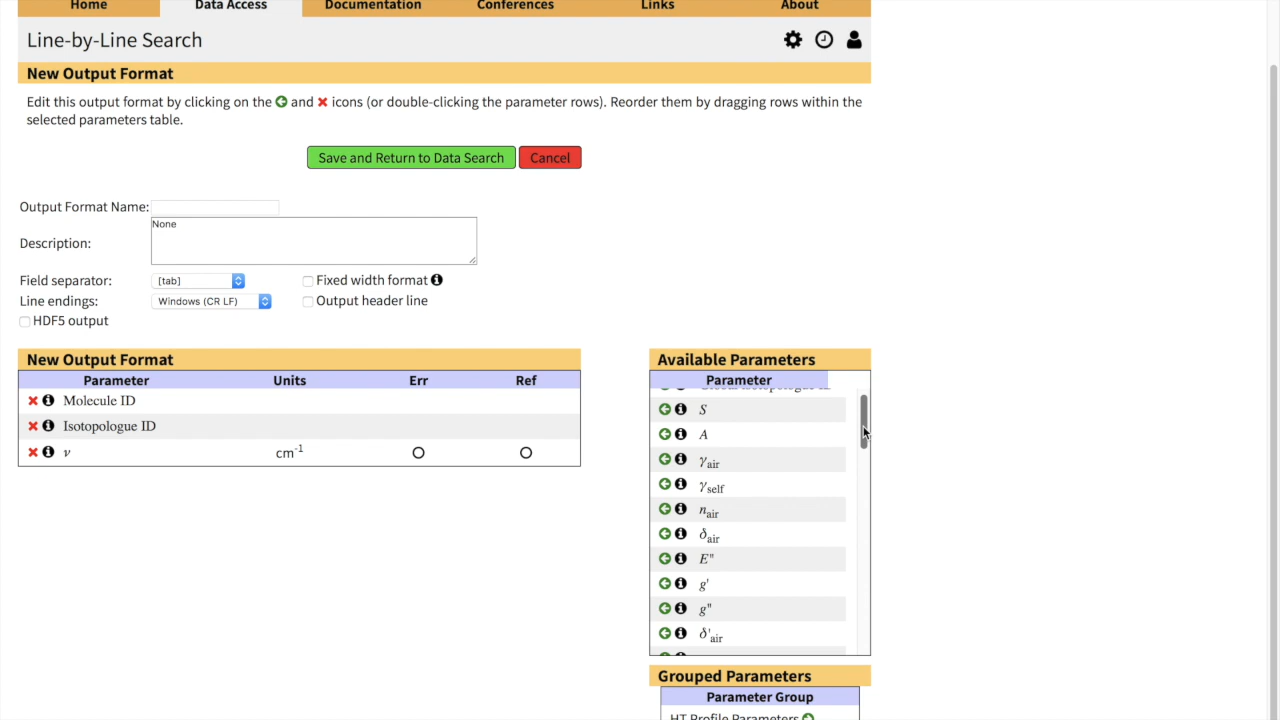 Home Data Access Documentation Conferences Links About
Line-by-Line Search
New Output Format
Edit this output format by clicking on the and icons (or double-clicking the parameter rows). Reorder them by dragging rows within the
selected parameters table.
Save and Return to Data Search Cancel
Output Format Name:
None
Description:
Field separator: [tab] Fixed width format
Line endings: Windows (CR LF) Output header line
HDF5 output
New Output Format
Parameter Units Err Ref
Molecule ID
Isotopologue ID
ν cm⁻¹
Available Parameters
Parameter
S
A
γair
γself
nair
δair
E"
g'
g"
δ'air
Grouped Parameters
Parameter Group
HT Profile Parameters